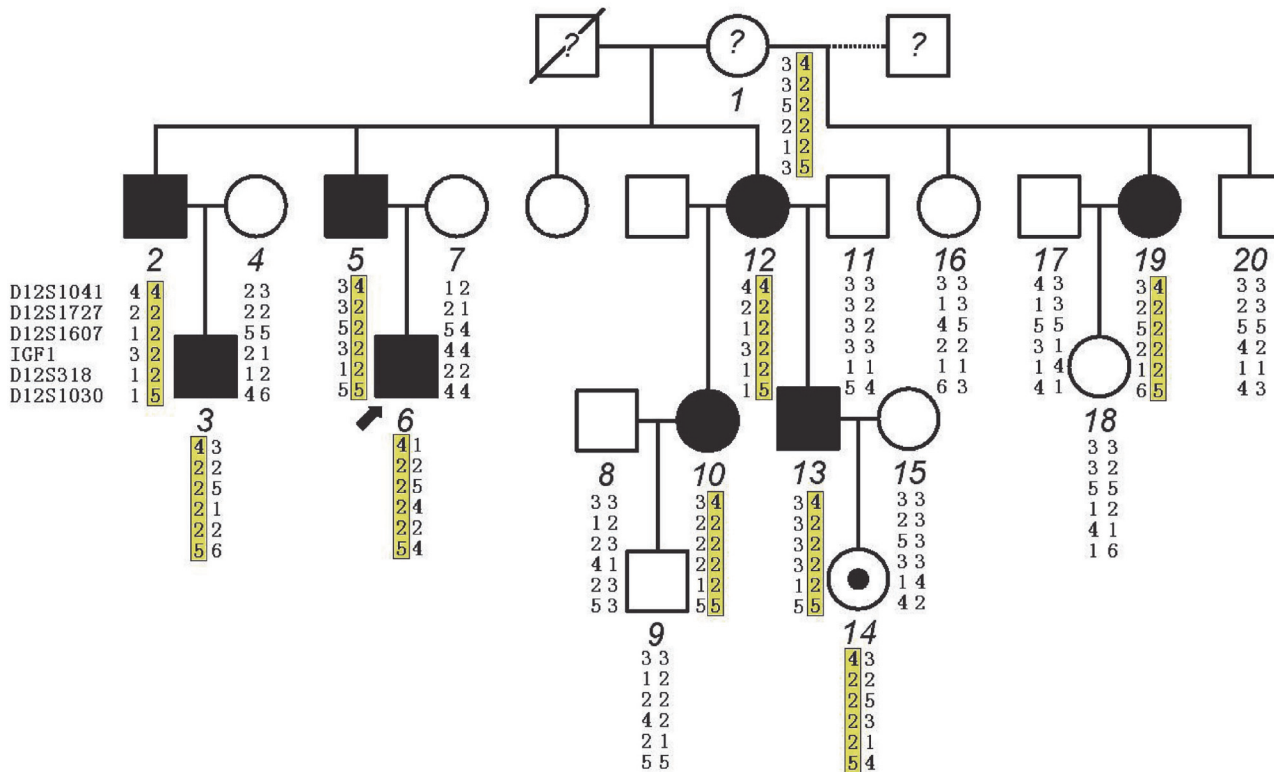 ? ? ?
1
3 4
3 2
5 2
2 2
1 2
3 5
2 4 5 7 12 11 16 17 19 20
D12S1041 4 4 2 3 3 4 1 2 4 4 3 3 3 3 4 3 3 4 3 3
D12S1727 2 2 2 2 3 2 2 1 2 2 3 3 1 3 1 3 2 2 2 3
D12S1607 1 2 5 5 5 2 5 4 1 2 3 2 4 5 5 5 5 2 5 5
IGF1 3 2 2 1 3 2 4 4 3 2 3 3 2 2 3 1 2 2 4 2
D12S318 1 2 1 2 1 2 2 2 1 2 1 1 1 1 1 4 1 2 1 1
D12S1030 1 5 4 6 5 5 4 4 1 5 5 4 6 3 4 1 6 5 4 3
3 6 18
4 3 4 1 3 3
2 2 2 2 3 2
2 5 2 5 5 5
2 1 2 4 1 2
2 2 2 2 4 1
5 6 5 4 1 6
8 10 13 15
3 3 3 4 3 4 3 3
1 2 2 2 3 2 2 3
2 3 2 2 3 2 5 3
4 1 2 2 3 2 3 3
2 3 1 2 1 2 1 4
5 3 5 5 5 5 4 2
9 14
3 3 4 3
1 2 2 2
2 2 2 5
4 2 2 3
2 1 2 1
5 5 5 4